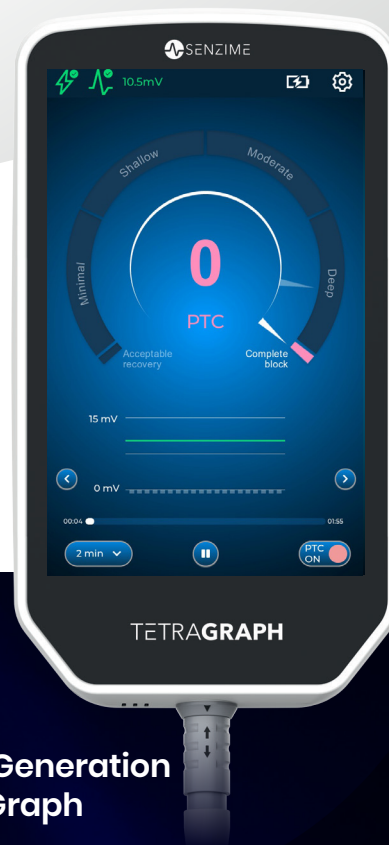 SENZIME
10.5mV
Shallow
Moderate
Minimal
Deep
0
PTC
Acceptable
recovery
Complete
block
15 mV
0 mV
00:04
01:55
2 min
PTC
ON
TETRAGRAPH
Generation
Graph